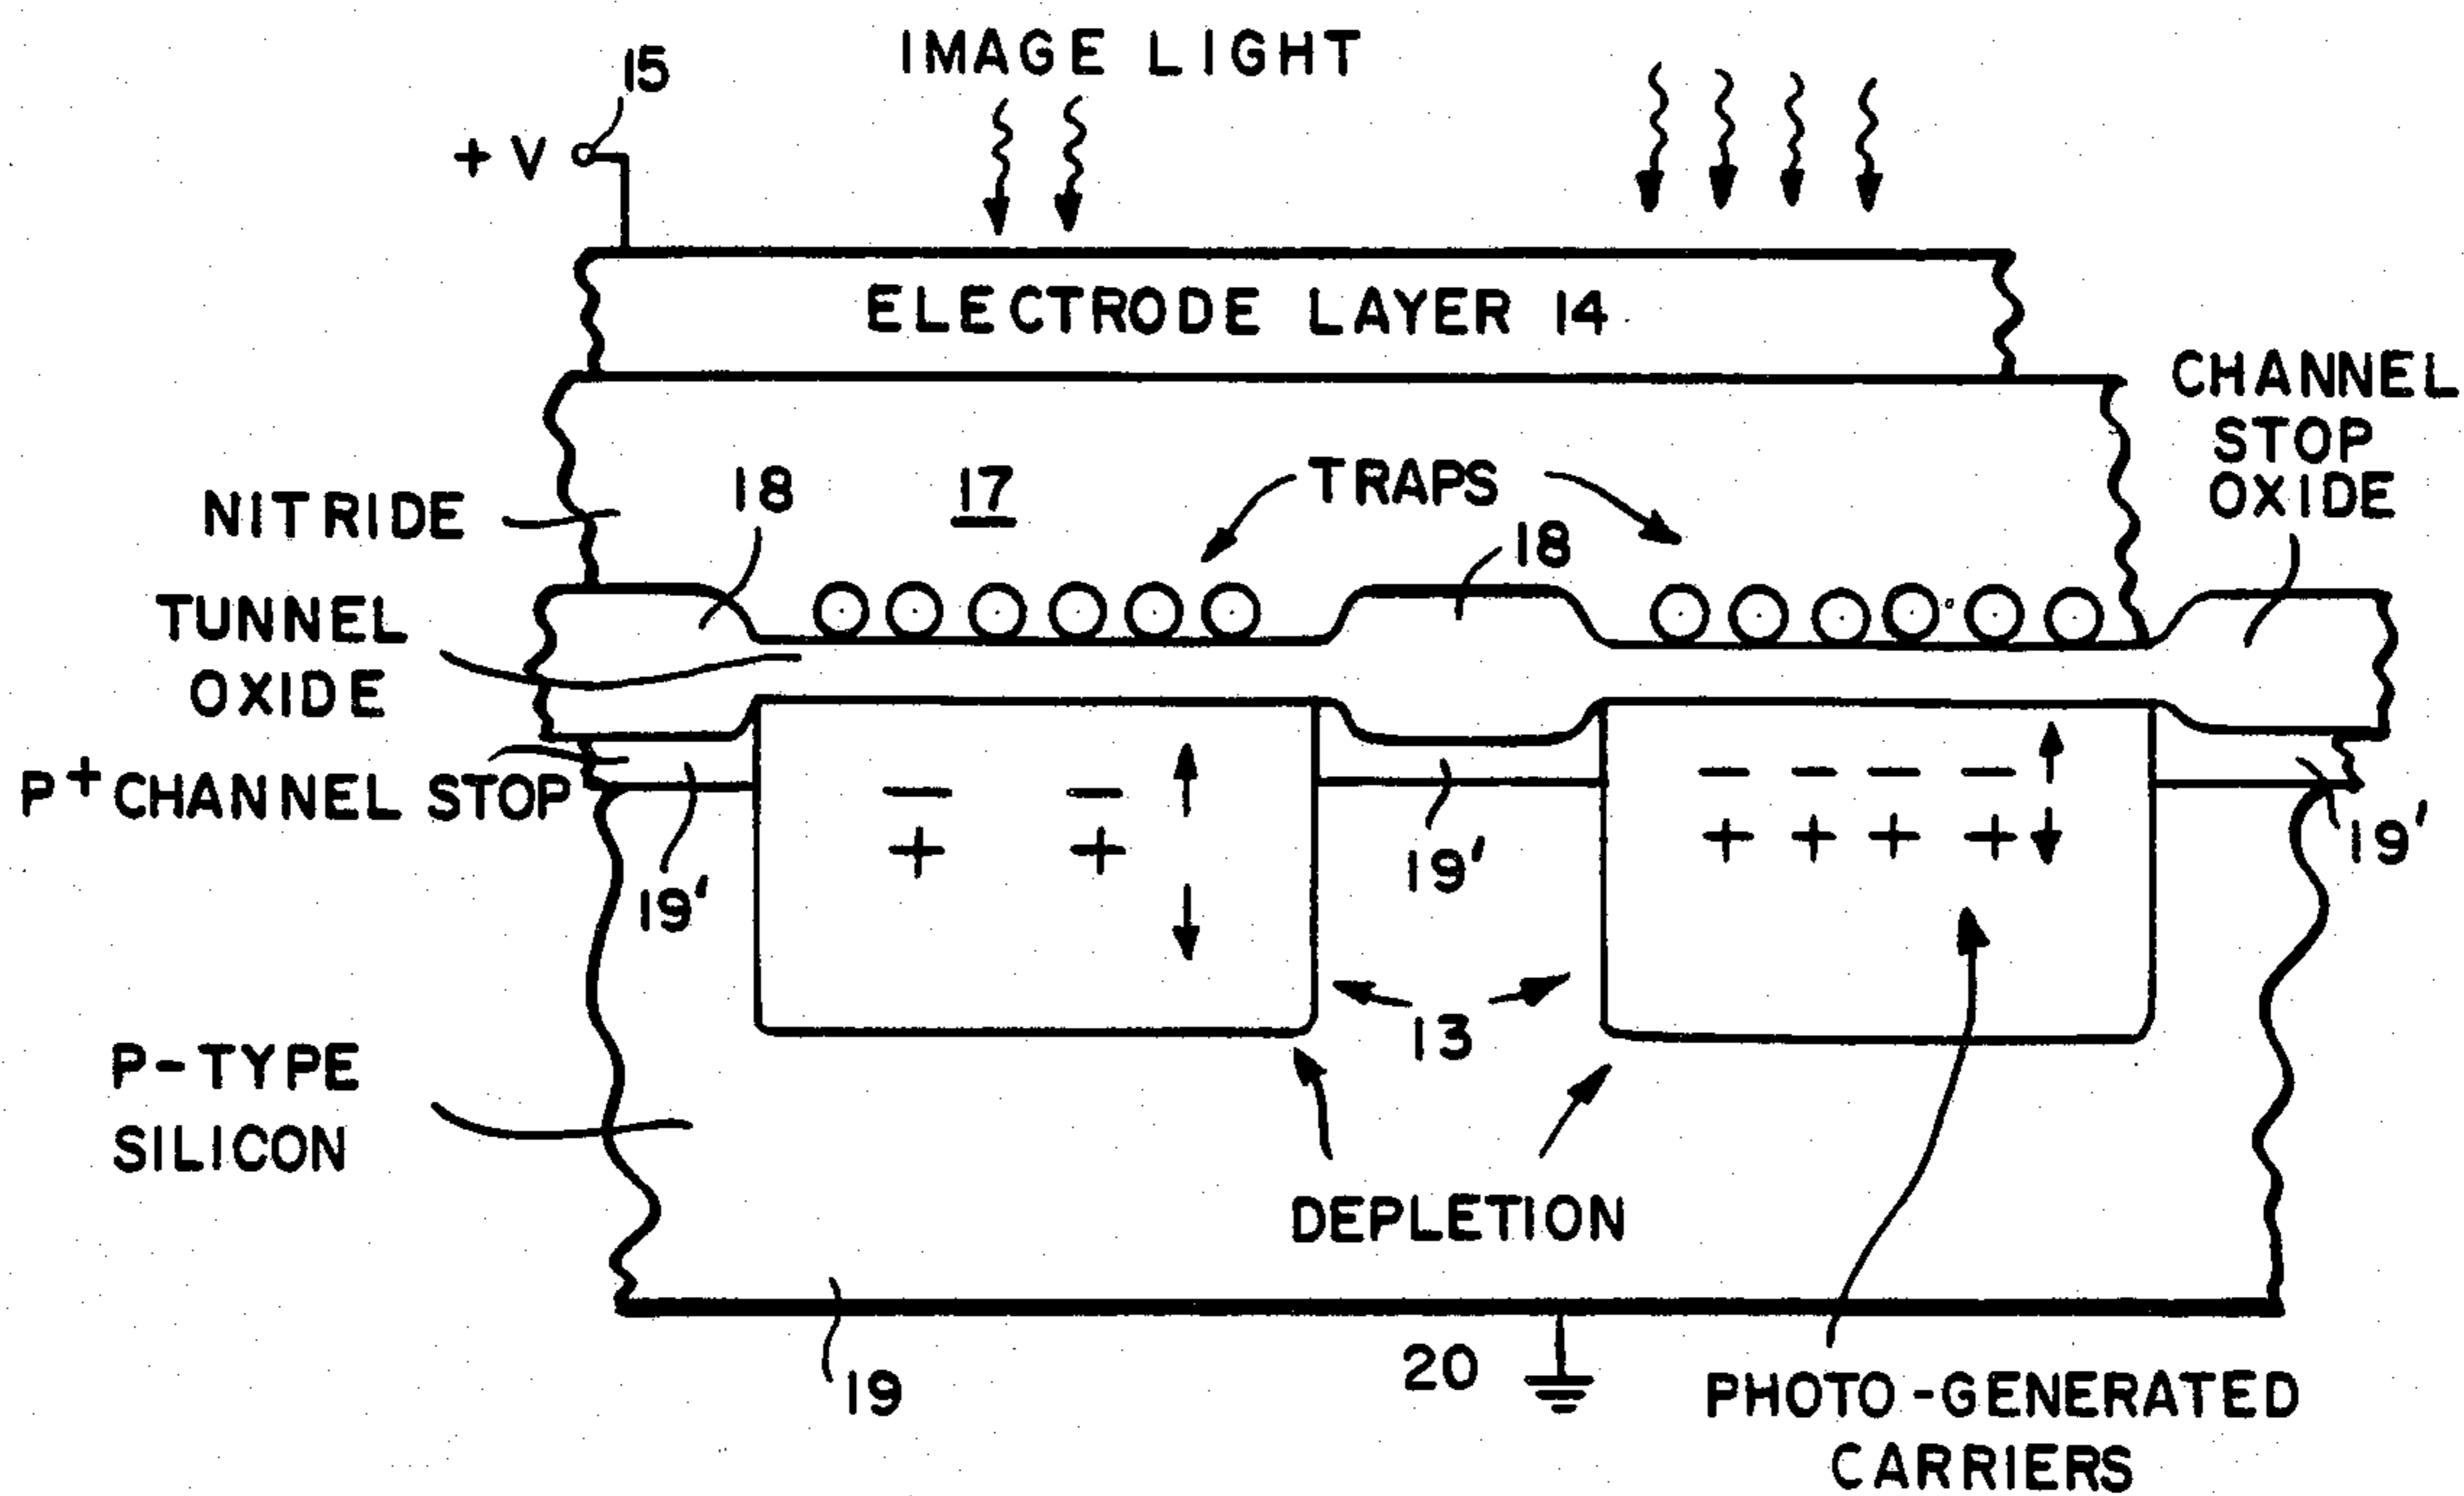 IMAGE LIGHT
15
+ V
ELECTRODE LAYER 14
CHANNEL
STOP
OXIDE
NITRIDE
18
17
TRAPS
18
TUNNEL
OXIDE
P+ CHANNEL STOP
- - ↑
+ + ↓
- - - - ↑
+ + + + ↓
19'
19'
19'
13
P-TYPE
SILICON
DEPLETION
19
20
PHOTO-GENERATED
CARRIERS